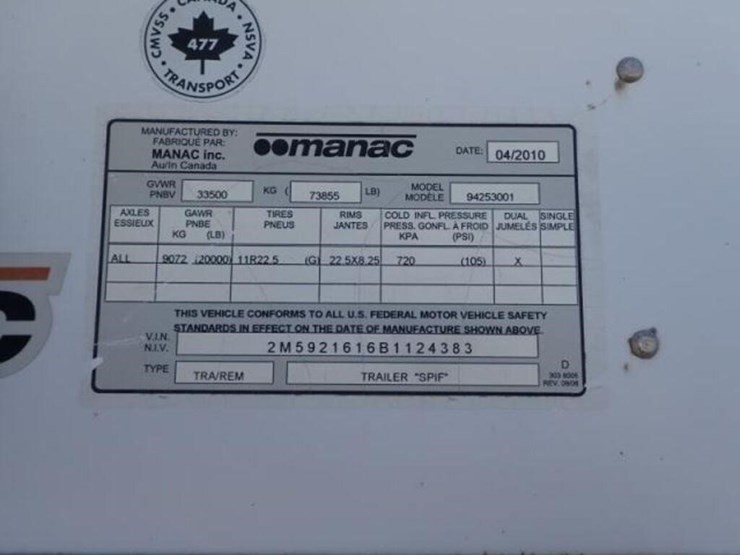 CANADA
CMVSS · NSVA
477
TRANSPORT
MANUFACTURED BY:
FABRIQUÉ PAR:
MANAC inc.
Au/In Canada
manac
DATE: 04/2010
GVWR
PNBV 33500 KG ( 73855 LB) MODEL
MODÈLE 94253001
AXLES GAWR TIRES RIMS COLD INFL. PRESSURE DUAL SINGLE
ESSIEUX PNBE PNEUS JANTES PRESS. GONFL. À FROID JUMELÉS SIMPLE
KG (LB) KPA (PSI)
ALL 9072 (20000) 11R22.5 (G) 22.5X8.25 720 (105) X
THIS VEHICLE CONFORMS TO ALL U.S. FEDERAL MOTOR VEHICLE SAFETY
STANDARDS IN EFFECT ON THE DATE OF MANUFACTURE SHOWN ABOVE.
V.I.N.
N.I.V. 2M5921616B1124383
TYPE TRA/REM TRAILER "SPIF"
D
C